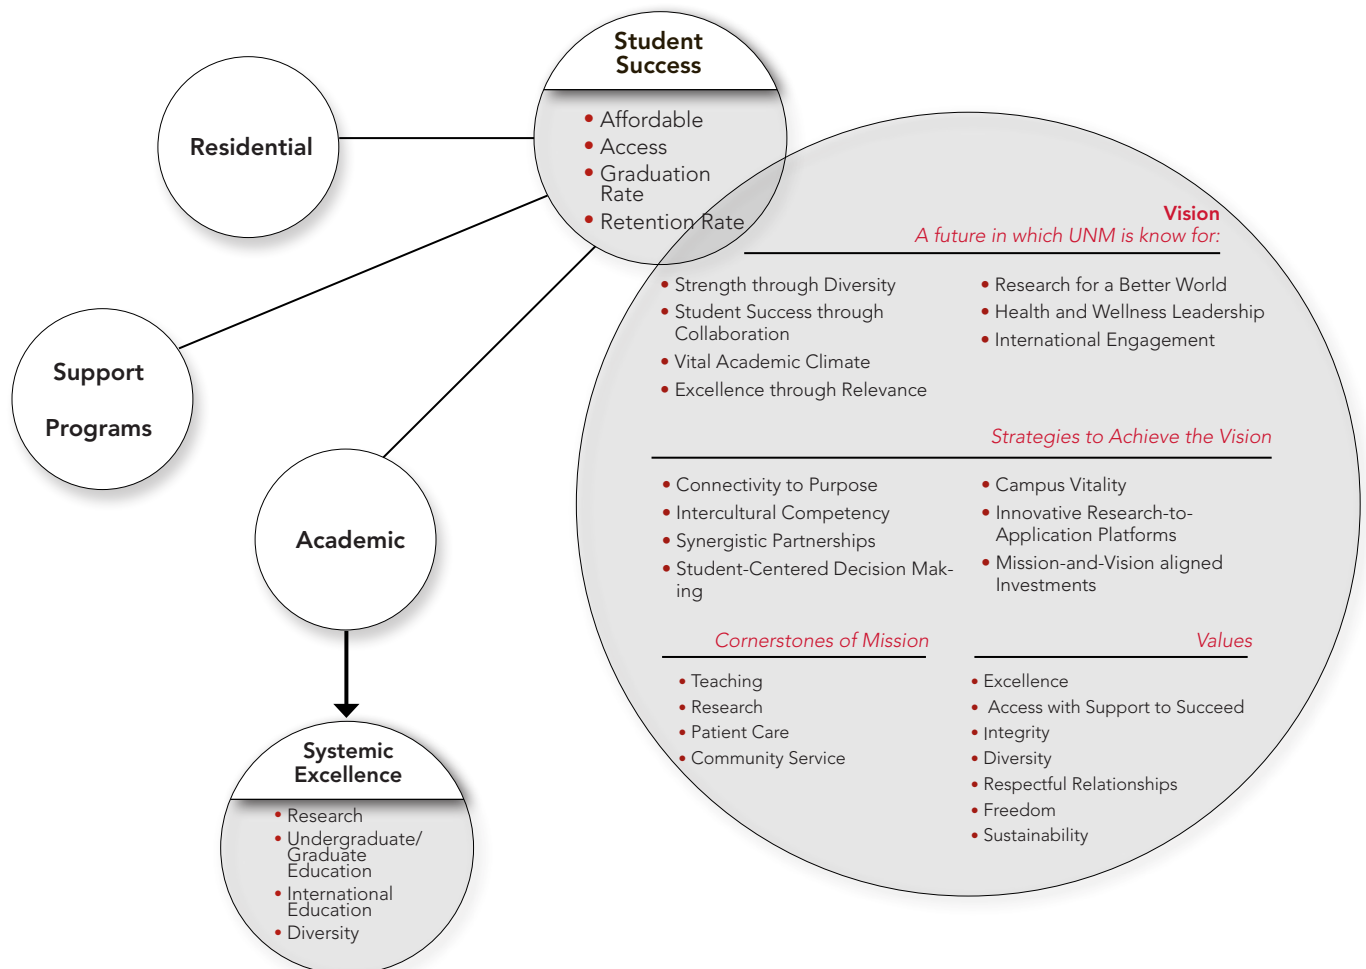 Student
Success
• Affordable
• Access
• Graduation
Rate
• Retention Rate
Residential
Support
Programs
Academic
Systemic
Excellence
• Research
• Undergraduate/
Graduate
Education
• International
Education
• Diversity
Vision
A future in which UNM is know for:
• Strength through Diversity
• Student Success through
Collaboration
• Vital Academic Climate
• Excellence through Relevance
• Research for a Better World
• Health and Wellness Leadership
• International Engagement
Strategies to Achieve the Vision
• Connectivity to Purpose
• Intercultural Competency
• Synergistic Partnerships
• Student-Centered Decision Mak-
ing
• Campus Vitality
• Innovative Research-to-
Application Platforms
• Mission-and-Vision aligned
Investments
Cornerstones of Mission
• Teaching
• Research
• Patient Care
• Community Service
Values
• Excellence
• Access with Support to Succeed
• Integrity
• Diversity
• Respectful Relationships
• Freedom
• Sustainability